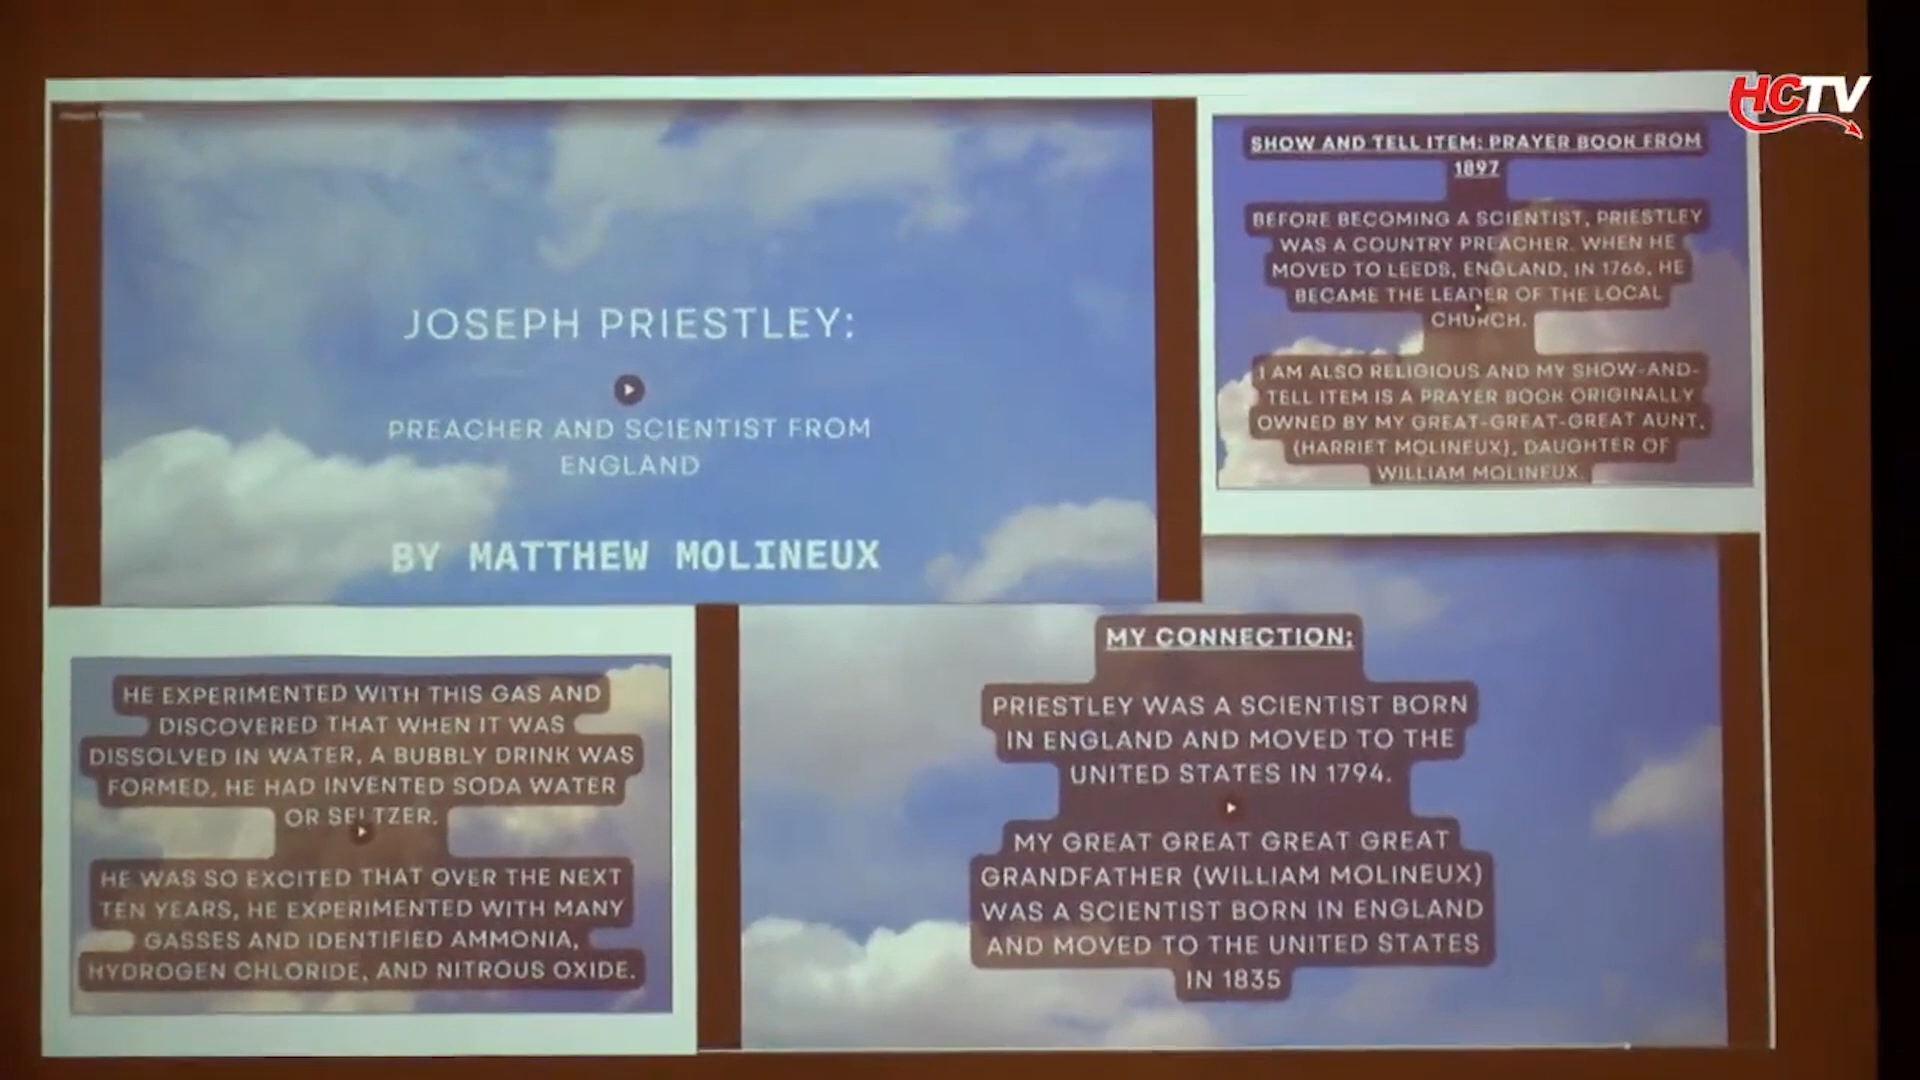 HCTV
JOSEPH PRIESTLEY:
PREACHER AND SCIENTIST FROM
ENGLAND
BY MATTHEW MOLINEUX
SHOW AND TELL ITEM: PRAYER BOOK FROM
1897
BEFORE BECOMING A SCIENTIST, PRIESTLEY
WAS A COUNTRY PREACHER. WHEN HE
MOVED TO LEEDS, ENGLAND, IN 1766, HE
BECAME THE LEADER OF THE LOCAL
CHURCH.
I AM ALSO RELIGIOUS AND MY SHOW-AND-
TELL ITEM IS A PRAYER BOOK ORIGINALLY
OWNED BY MY GREAT-GREAT-GREAT AUNT,
(HARRIET MOLINEUX), DAUGHTER OF
WILLIAM MOLINEUX.
HE EXPERIMENTED WITH THIS GAS AND
DISCOVERED THAT WHEN IT WAS
DISSOLVED IN WATER, A BUBBLY DRINK WAS
FORMED, HE HAD INVENTED SODA WATER
OR SELTZER.
HE WAS SO EXCITED THAT OVER THE NEXT
TEN YEARS, HE EXPERIMENTED WITH MANY
GASSES AND IDENTIFIED AMMONIA,
HYDROGEN CHLORIDE, AND NITROUS OXIDE.
MY CONNECTION:
PRIESTLEY WAS A SCIENTIST BORN
IN ENGLAND AND MOVED TO THE
UNITED STATES IN 1794.
MY GREAT GREAT GREAT GREAT
GRANDFATHER (WILLIAM MOLINEUX)
WAS A SCIENTIST BORN IN ENGLAND
AND MOVED TO THE UNITED STATES
IN 1835